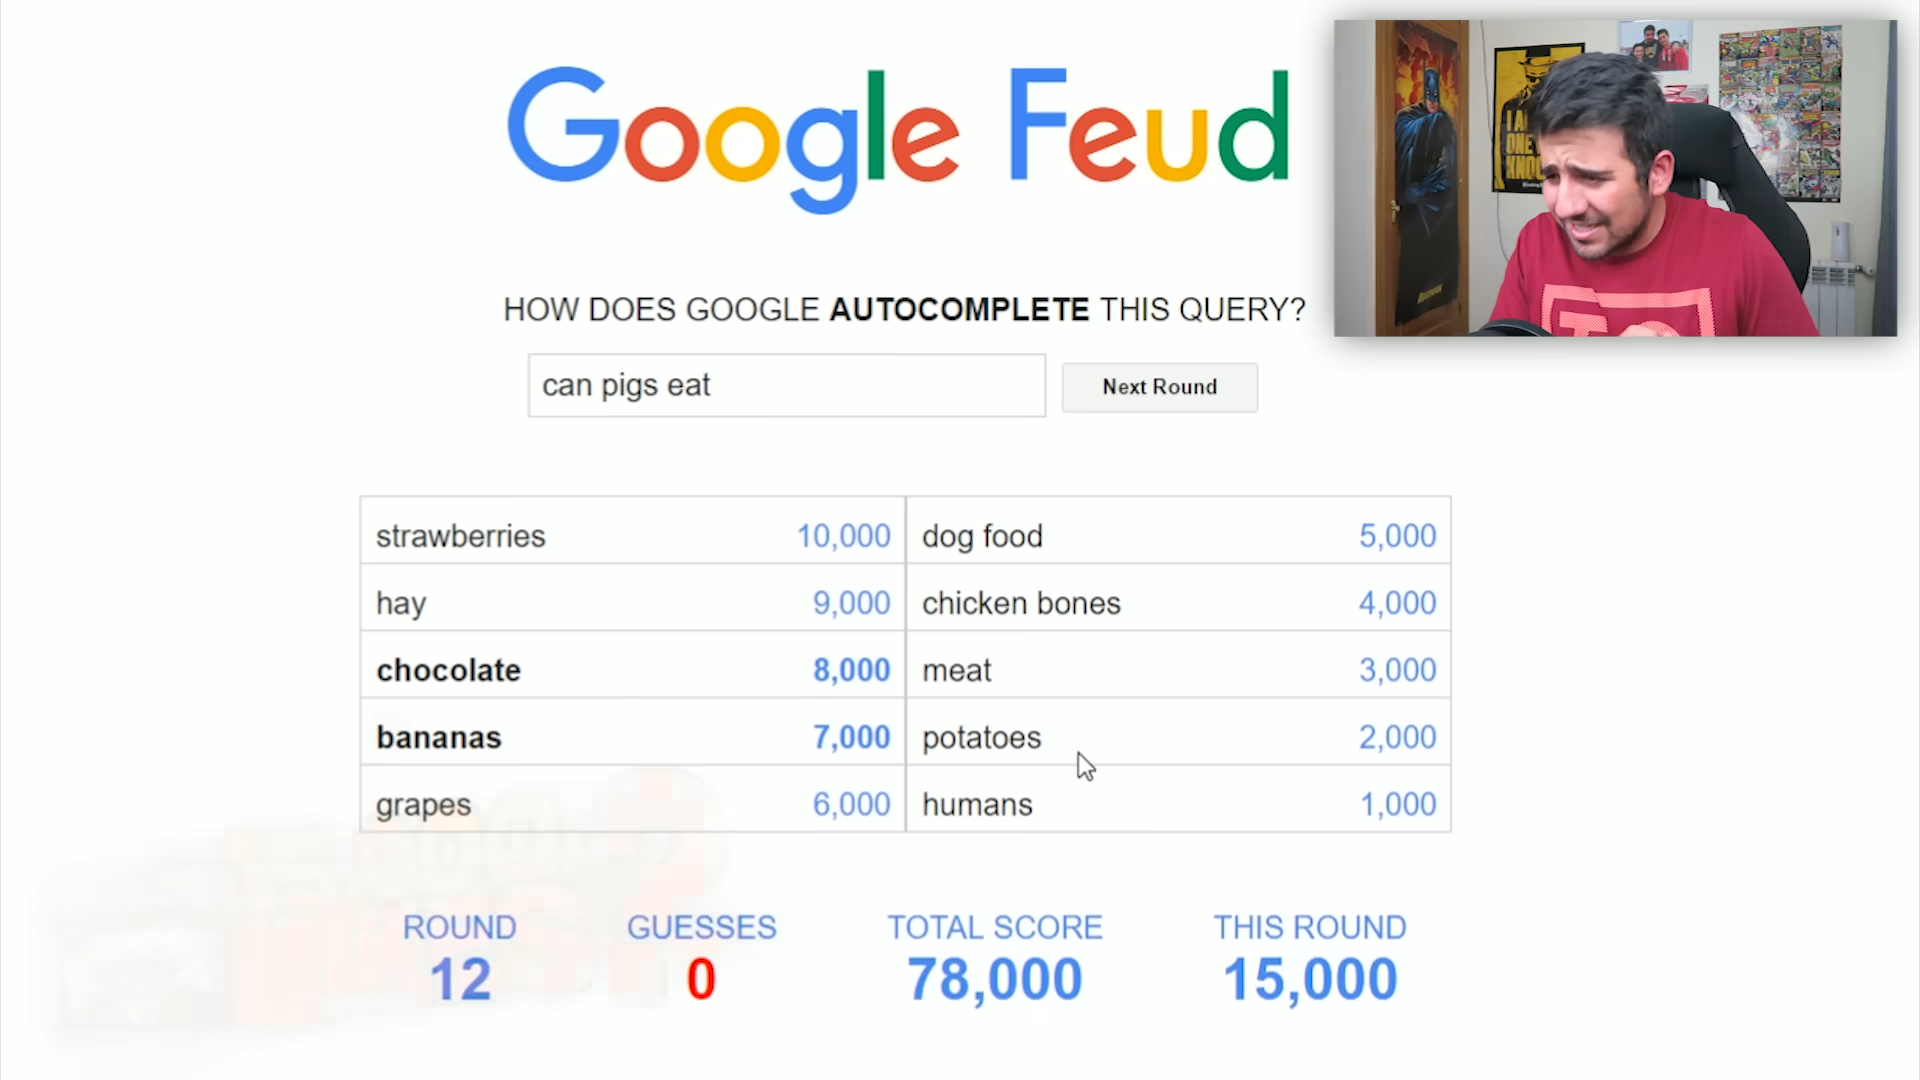 Google Feud
HOW DOES GOOGLE AUTOCOMPLETE THIS QUERY?
can pigs eat
Next Round
strawberries 10,000 dog food 5,000
hay 9,000 chicken bones 4,000
chocolate 8,000 meat 3,000
bananas 7,000 potatoes 2,000
grapes 6,000 humans 1,000
ROUND GUESSES TOTAL SCORE THIS ROUND
12 0 78,000 15,000